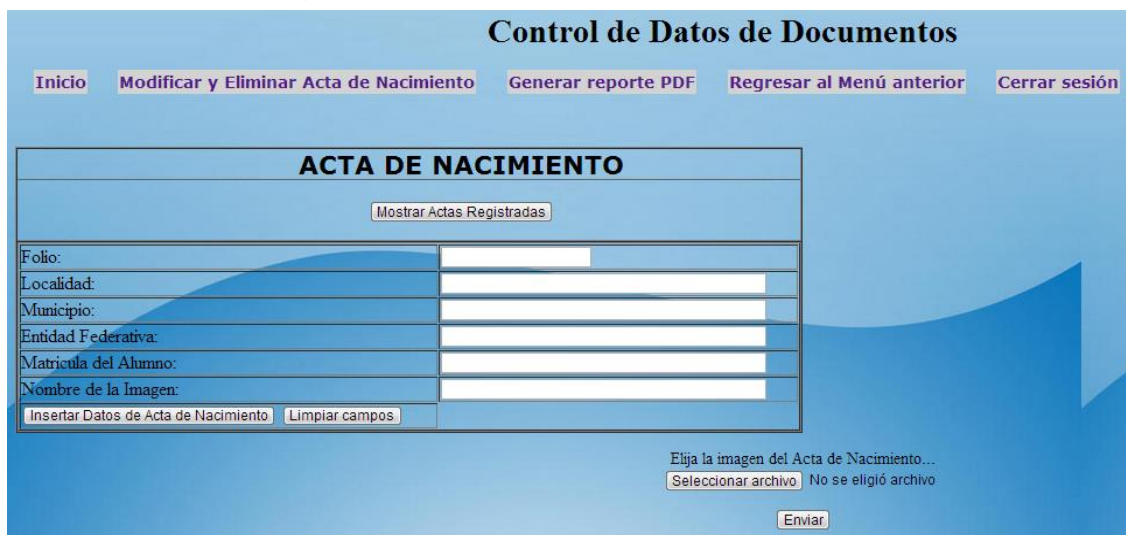 Control de Datos de Documentos
Inicio Modificar y Eliminar Acta de Nacimiento Generar reporte PDF Regresar al Menú anterior Cerrar sesión
ACTA DE NACIMIENTO
Mostrar Actas Registradas
Folio:
Localidad:
Municipio:
Entidad Federativa:
Matricula del Alumno:
Nombre de la Imagen:
Insertar Datos de Acta de Nacimiento Limpiar campos
Elija la imagen del Acta de Nacimiento...
Seleccionar archivo No se eligió archivo
Enviar